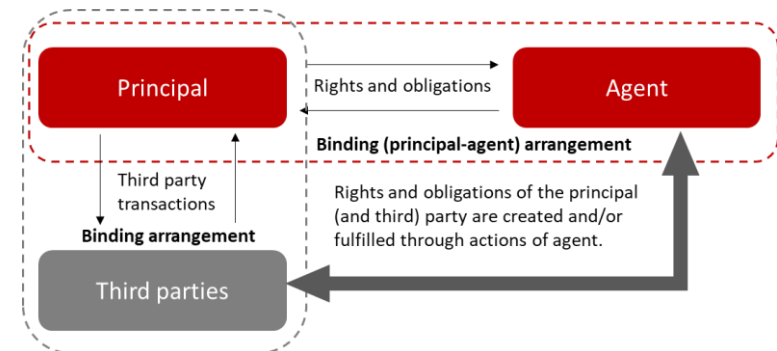 Principal
Rights and obligations
Agent
Binding (principal-agent) arrangement
Third party
transactions
Binding arrangement
Rights and obligations of the principal
(and third) party are created and/or
fulfilled through actions of agent.
Third parties